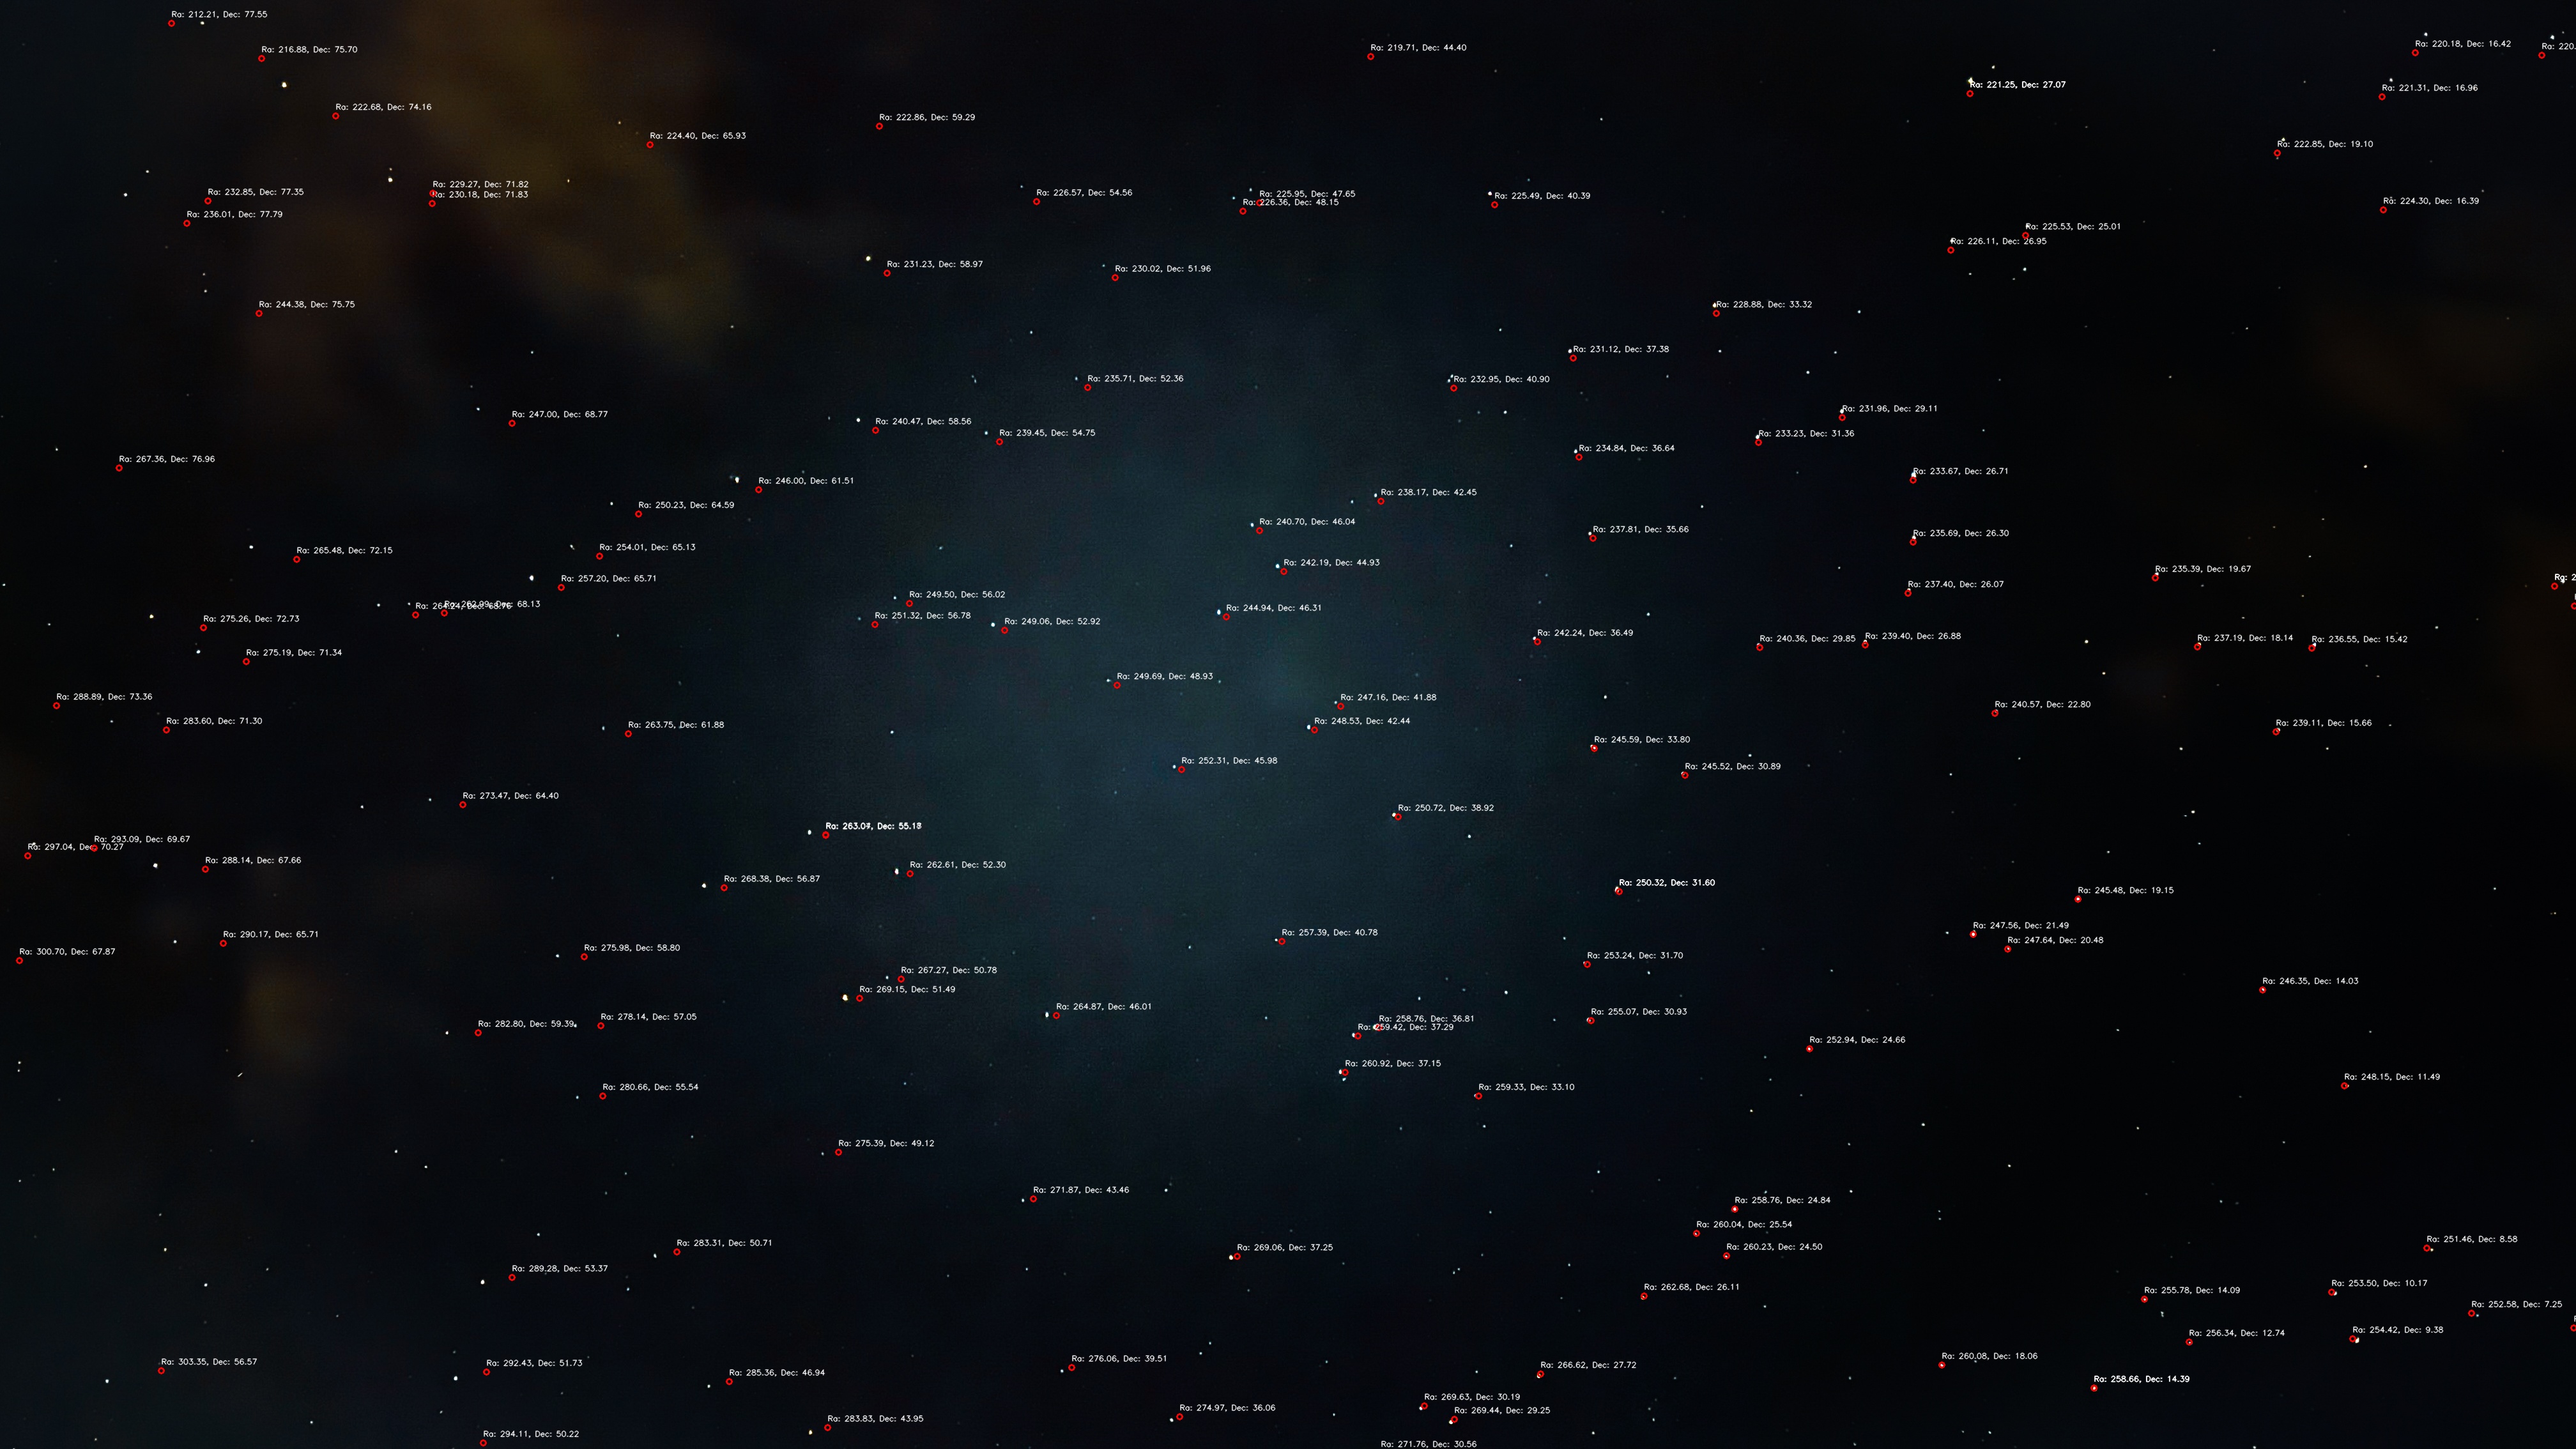 Ra: 212.21, Dec: 77.55
Ra: 220.18, Dec: 16.42
Ra: 220.
Ra: 219.71, Dec: 44.40
Ra: 216.88, Dec: 75.70
Ra: 221.25, Dec: 27.07
Ra: 221.31, Dec: 16.96
Ra: 222.68, Dec: 74.16
Ra: 222.86, Dec: 59.29
Ra: 224.40, Dec: 65.93
Ra: 222.85, Dec: 19.10
Ra: 229.27, Dec: 71.82
Ra: 232.85, Dec: 77.35
Ra: 230.18, Dec: 71.83
Ra: 226.57, Dec: 54.56
Ra: 225.95, Dec: 47.65
Ra: 225.49, Dec: 40.39
Ra: 226.36, Dec: 48.15
Ra: 224.30, Dec: 16.39
Ra: 236.01, Dec: 77.79
Ra: 225.53, Dec: 25.01
Ra: 226.11, Dec: 26.95
Ra: 231.23, Dec: 58.97
Ra: 230.02, Dec: 51.96
Ra: 244.38, Dec: 75.75
Ra: 228.88, Dec: 33.32
Ra: 231.12, Dec: 37.38
Ra: 235.71, Dec: 52.36
Ra: 232.95, Dec: 40.90
Ra: 231.96, Dec: 29.11
Ra: 247.00, Dec: 68.77
Ra: 240.47, Dec: 58.56
Ra: 239.45, Dec: 54.75
Ra: 233.23, Dec: 31.36
Ra: 234.84, Dec: 36.64
Ra: 267.36, Dec: 76.96
Ra: 233.67, Dec: 26.71
Ra: 246.00, Dec: 61.51
Ra: 238.17, Dec: 42.45
Ra: 250.23, Dec: 64.59
Ra: 240.70, Dec: 46.04
Ra: 237.81, Dec: 35.66
Ra: 235.69, Dec: 26.30
Ra: 265.48, Dec: 72.15
Ra: 254.01, Dec: 65.13
Ra: 242.19, Dec: 44.93
Ra: 235.39, Dec: 19.67
Ra: 2
Ra: 257.20, Dec: 65.71
Ra: 237.40, Dec: 26.07
Ra: 249.50, Dec: 56.02
Dec: 68.13
Ra: 244.94, Dec: 46.31
Ra: 251.32, Dec: 56.78
Ra: 275.26, Dec: 72.73
Ra: 249.06, Dec: 52.92
Ra: 242.24, Dec: 36.49
Ra: 240.36, Dec: 29.85
Ra: 239.40, Dec: 26.88
Ra: 237.19, Dec: 18.14
Ra: 236.55, Dec: 15.42
Ra: 275.19, Dec: 71.34
Ra: 249.69, Dec: 48.93
Ra: 288.89, Dec: 73.36
Ra: 247.16, Dec: 41.88
Ra: 240.57, Dec: 22.80
Ra: 283.60, Dec: 71.30
Ra: 263.75, Dec: 61.88
Ra: 248.53, Dec: 42.44
Ra: 239.11, Dec: 15.66
Ra: 245.59, Dec: 33.80
Ra: 252.31, Dec: 45.98
Ra: 245.52, Dec: 30.89
Ra: 273.47, Dec: 64.40
Ra: 250.72, Dec: 38.92
Ra: Dec:
Ra: 293.09, Dec: 69.67
Ra: 297.04, Dec: 70.27
Ra: 288.14, Dec: 67.66
Ra: 262.61, Dec: 52.30
Ra: 268.38, Dec: 56.87
Ra: 250.32, Dec: 31.60
Ra: 245.48, Dec: 19.15
Ra: 247.56, Dec: 21.49
Ra: 290.17, Dec: 65.71
Ra: 257.39, Dec: 40.78
Ra: 247.64, Dec: 20.48
Ra: 300.70, Dec: 67.87
Ra: 275.98, Dec: 58.80
Ra: 253.24, Dec: 31.70
Ra: 267.27, Dec: 50.78
Ra: 246.35, Dec: 14.03
Ra: 269.15, Dec: 51.49
Ra: 264.87, Dec: 46.01
Ra: 255.07, Dec: 30.93
Ra: 278.14, Dec: 57.05
Ra: 258.76, Dec: 36.81
Ra: 282.80, Dec: 59.39
Ra: 259.42, Dec: 37.29
Ra: 252.94, Dec: 24.66
Ra: 260.92, Dec: 37.15
Ra: 248.15, Dec: 11.49
Ra: 280.66, Dec: 55.54
Ra: 259.33, Dec: 33.10
Ra: 275.39, Dec: 49.12
Ra: 271.87, Dec: 43.46
Ra: 258.76, Dec: 24.84
Ra: 260.04, Dec: 25.54
Ra: 251.46, Dec: 8.58
Ra: 283.31, Dec: 50.71
Ra: 269.06, Dec: 37.25
Ra: 260.23, Dec: 24.50
Ra: 289.28, Dec: 53.37
Ra: 262.68, Dec: 26.11
Ra: 253.50, Dec: 10.17
Ra: 255.78, Dec: 14.09
Ra: 252.58, Dec: 7.25
Ra: 254.42, Dec: 9.38
Ra: 256.34, Dec: 12.74
Ra: 260.08, Dec: 18.06
Ra: 276.06, Dec: 39.51
Ra: 303.35, Dec: 56.57
Ra: 292.43, Dec: 51.73
Ra: 266.62, Dec: 27.72
Ra: 285.36, Dec: 46.94
Ra: 258.66, Dec: 14.39
Ra: 269.63, Dec: 30.19
Ra: 274.97, Dec: 36.06
Ra: 269.44, Dec: 29.25
Ra: 283.83, Dec: 43.95
Ra: 294.11, Dec: 50.22
Ra: 271.76, Dec: 30.56